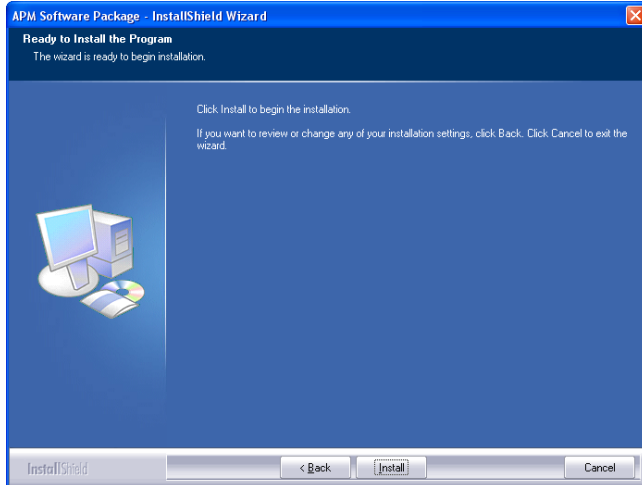 APM Software Package - InstallShield Wizard
Ready to Install the Program
The wizard is ready to begin installation.
Click Install to begin the installation.
If you want to review or change any of your installation settings, click Back. Click Cancel to exit the
wizard.
InstallShield
< Back
Install
Cancel